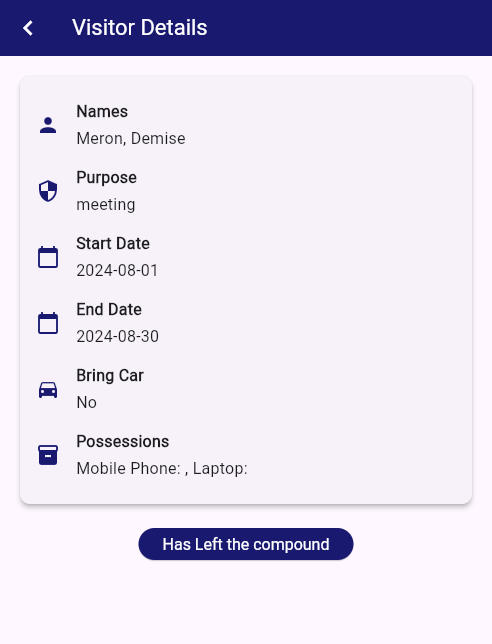 Visitor Details
Names
Meron, Demise
Purpose
meeting
Start Date
2024-08-01
End Date
2024-08-30
Bring Car
No
Possessions
Mobile Phone: , Laptop:
Has Left the compound